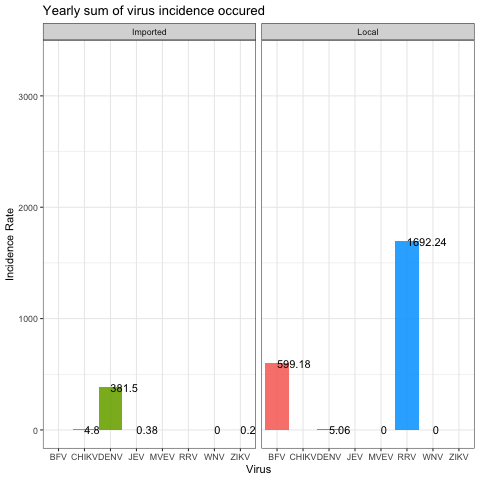 Yearly sum of virus incidence occured
Imported
Local
3000
2000
1000
0
Incidence Rate
4.8
381.5
0.38
0
0.2
599.18
5.06
0
1692.24
0
BFV CHIKV DENV JEV MVEV RRV WNV ZIKV
BFV CHIKV DENV JEV MVEV RRV WNV ZIKV
Virus